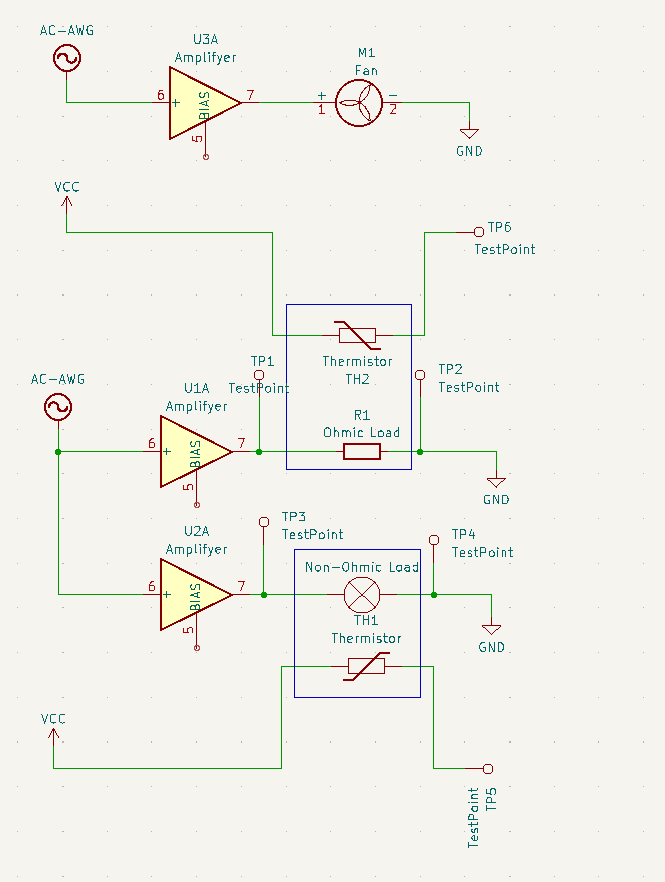 AC-AWG
U3A
Amplifyer
6
+
BIAS
7
5
M1
Fan
+
1
−
2
GND
VCC
TP6
TestPoint
Thermistor
TH2
TP1
TestPoint
TP2
TestPoint
AC-AWG
U1A
Amplifyer
6
+
BIAS
7
5
R1
Ohmic Load
GND
U2A
Amplifyer
6
+
BIAS
7
5
TP3
TestPoint
TP4
TestPoint
Non-Ohmic Load
TH1
Thermistor
GND
VCC
TestPoint
TP5